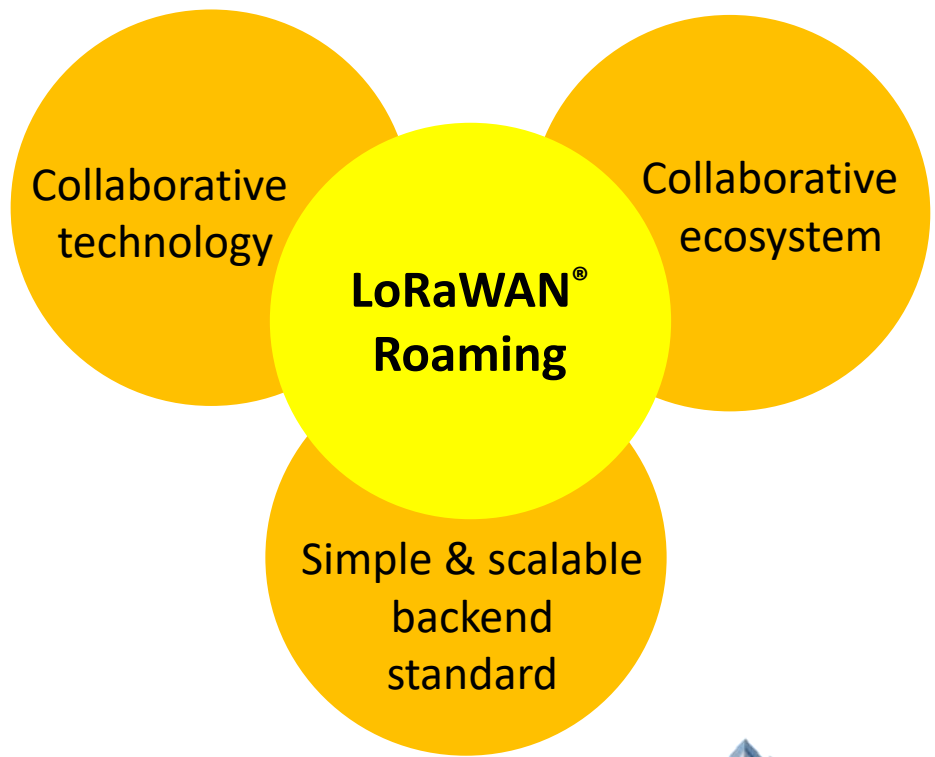 Collaborative
technology
Collaborative
ecosystem
LoRaWAN®
Roaming
Simple & scalable
backend
standard